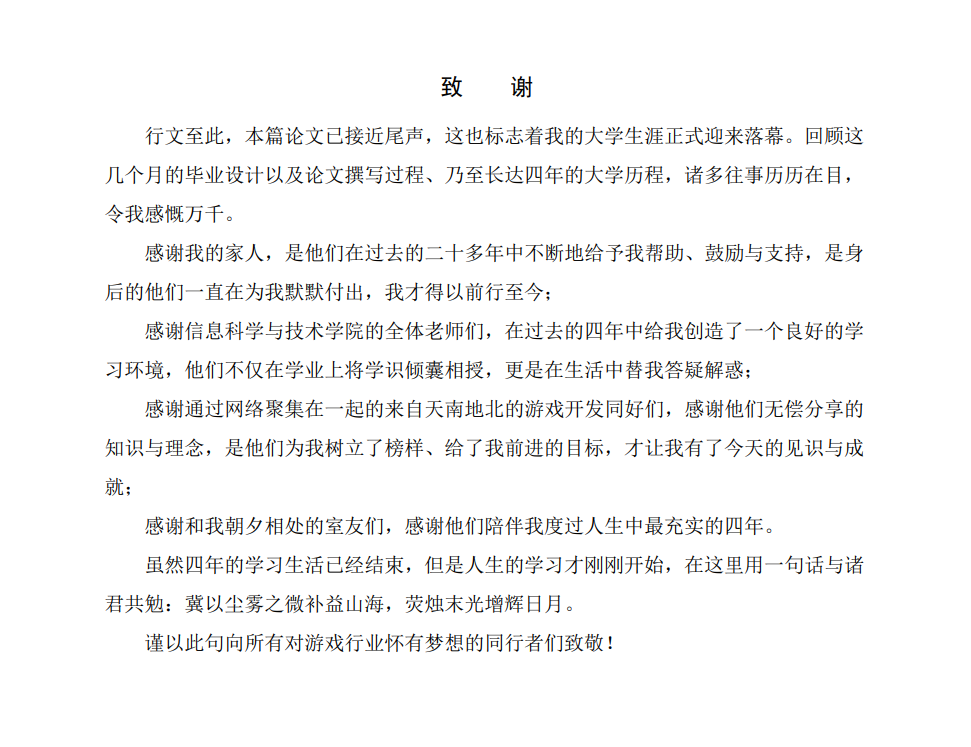 致 谢
行文至此，本篇论文已接近尾声，这也标志着我的大学生涯正式迎来落幕。回顾这
几个月的毕业设计以及论文撰写过程、乃至长达四年的大学历程，诸多往事历历在目，
令我感慨万千。
感谢我的家人，是他们在过去的二十多年中不断地给予我帮助、鼓励与支持，是身
后的他们一直在为我默默付出，我才得以前行至今；
感谢信息科学与技术学院的全体老师们，在过去的四年中给我创造了一个良好的学
习环境，他们不仅在学业上将学识倾囊相授，更是在生活中替我答疑解惑；
感谢通过网络聚集在一起的来自天南地北的游戏开发同好们，感谢他们无偿分享的
知识与理念，是他们为我树立了榜样、给了我前进的目标，才让我有了今天的见识与成
就；
感谢和我朝夕相处的室友们，感谢他们陪伴我度过人生中最充实的四年。
虽然四年的学习生活已经结束，但是人生的学习才刚刚开始，在这里用一句话与诸
君共勉：冀以尘雾之微补益山海，荧烛末光增辉日月。
谨以此句向所有对游戏行业怀有梦想的同行者们致敬！